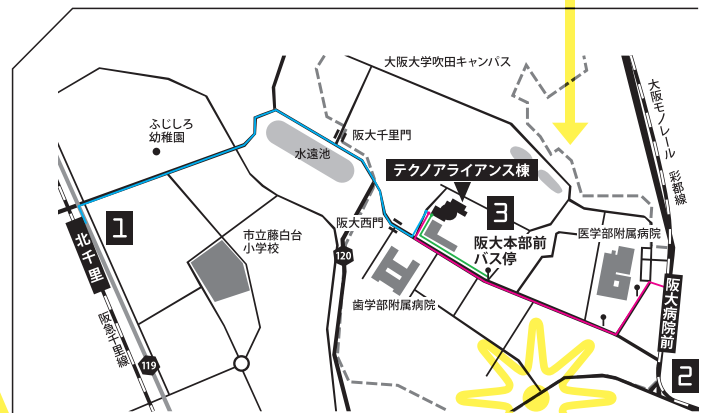 大阪大学吹田キャンパス
大阪モノレール 彩都線
ふじしろ
幼稚園
阪大千里門
水遠池
テクノアライアンス棟
1
3
北千里
市立藤白台
小学校
阪大西門
阪大本部前
バス停
医学部附属病院
120
歯学部附属病院
阪大病院前
阪急千里線
119
2